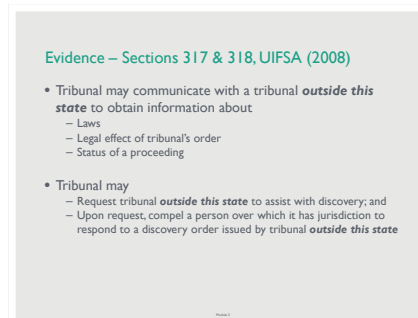 Evidence – Sections 317 & 318, UIFSA (2008)
• Tribunal may communicate with a tribunal outside this
state to obtain information about
– Laws
– Legal effect of tribunal's order
– Status of a proceeding
• Tribunal may
– Request tribunal outside this state to assist with discovery; and
– Upon request, compel a person over which it has jurisdiction to
respond to a discovery order issued by tribunal outside this state